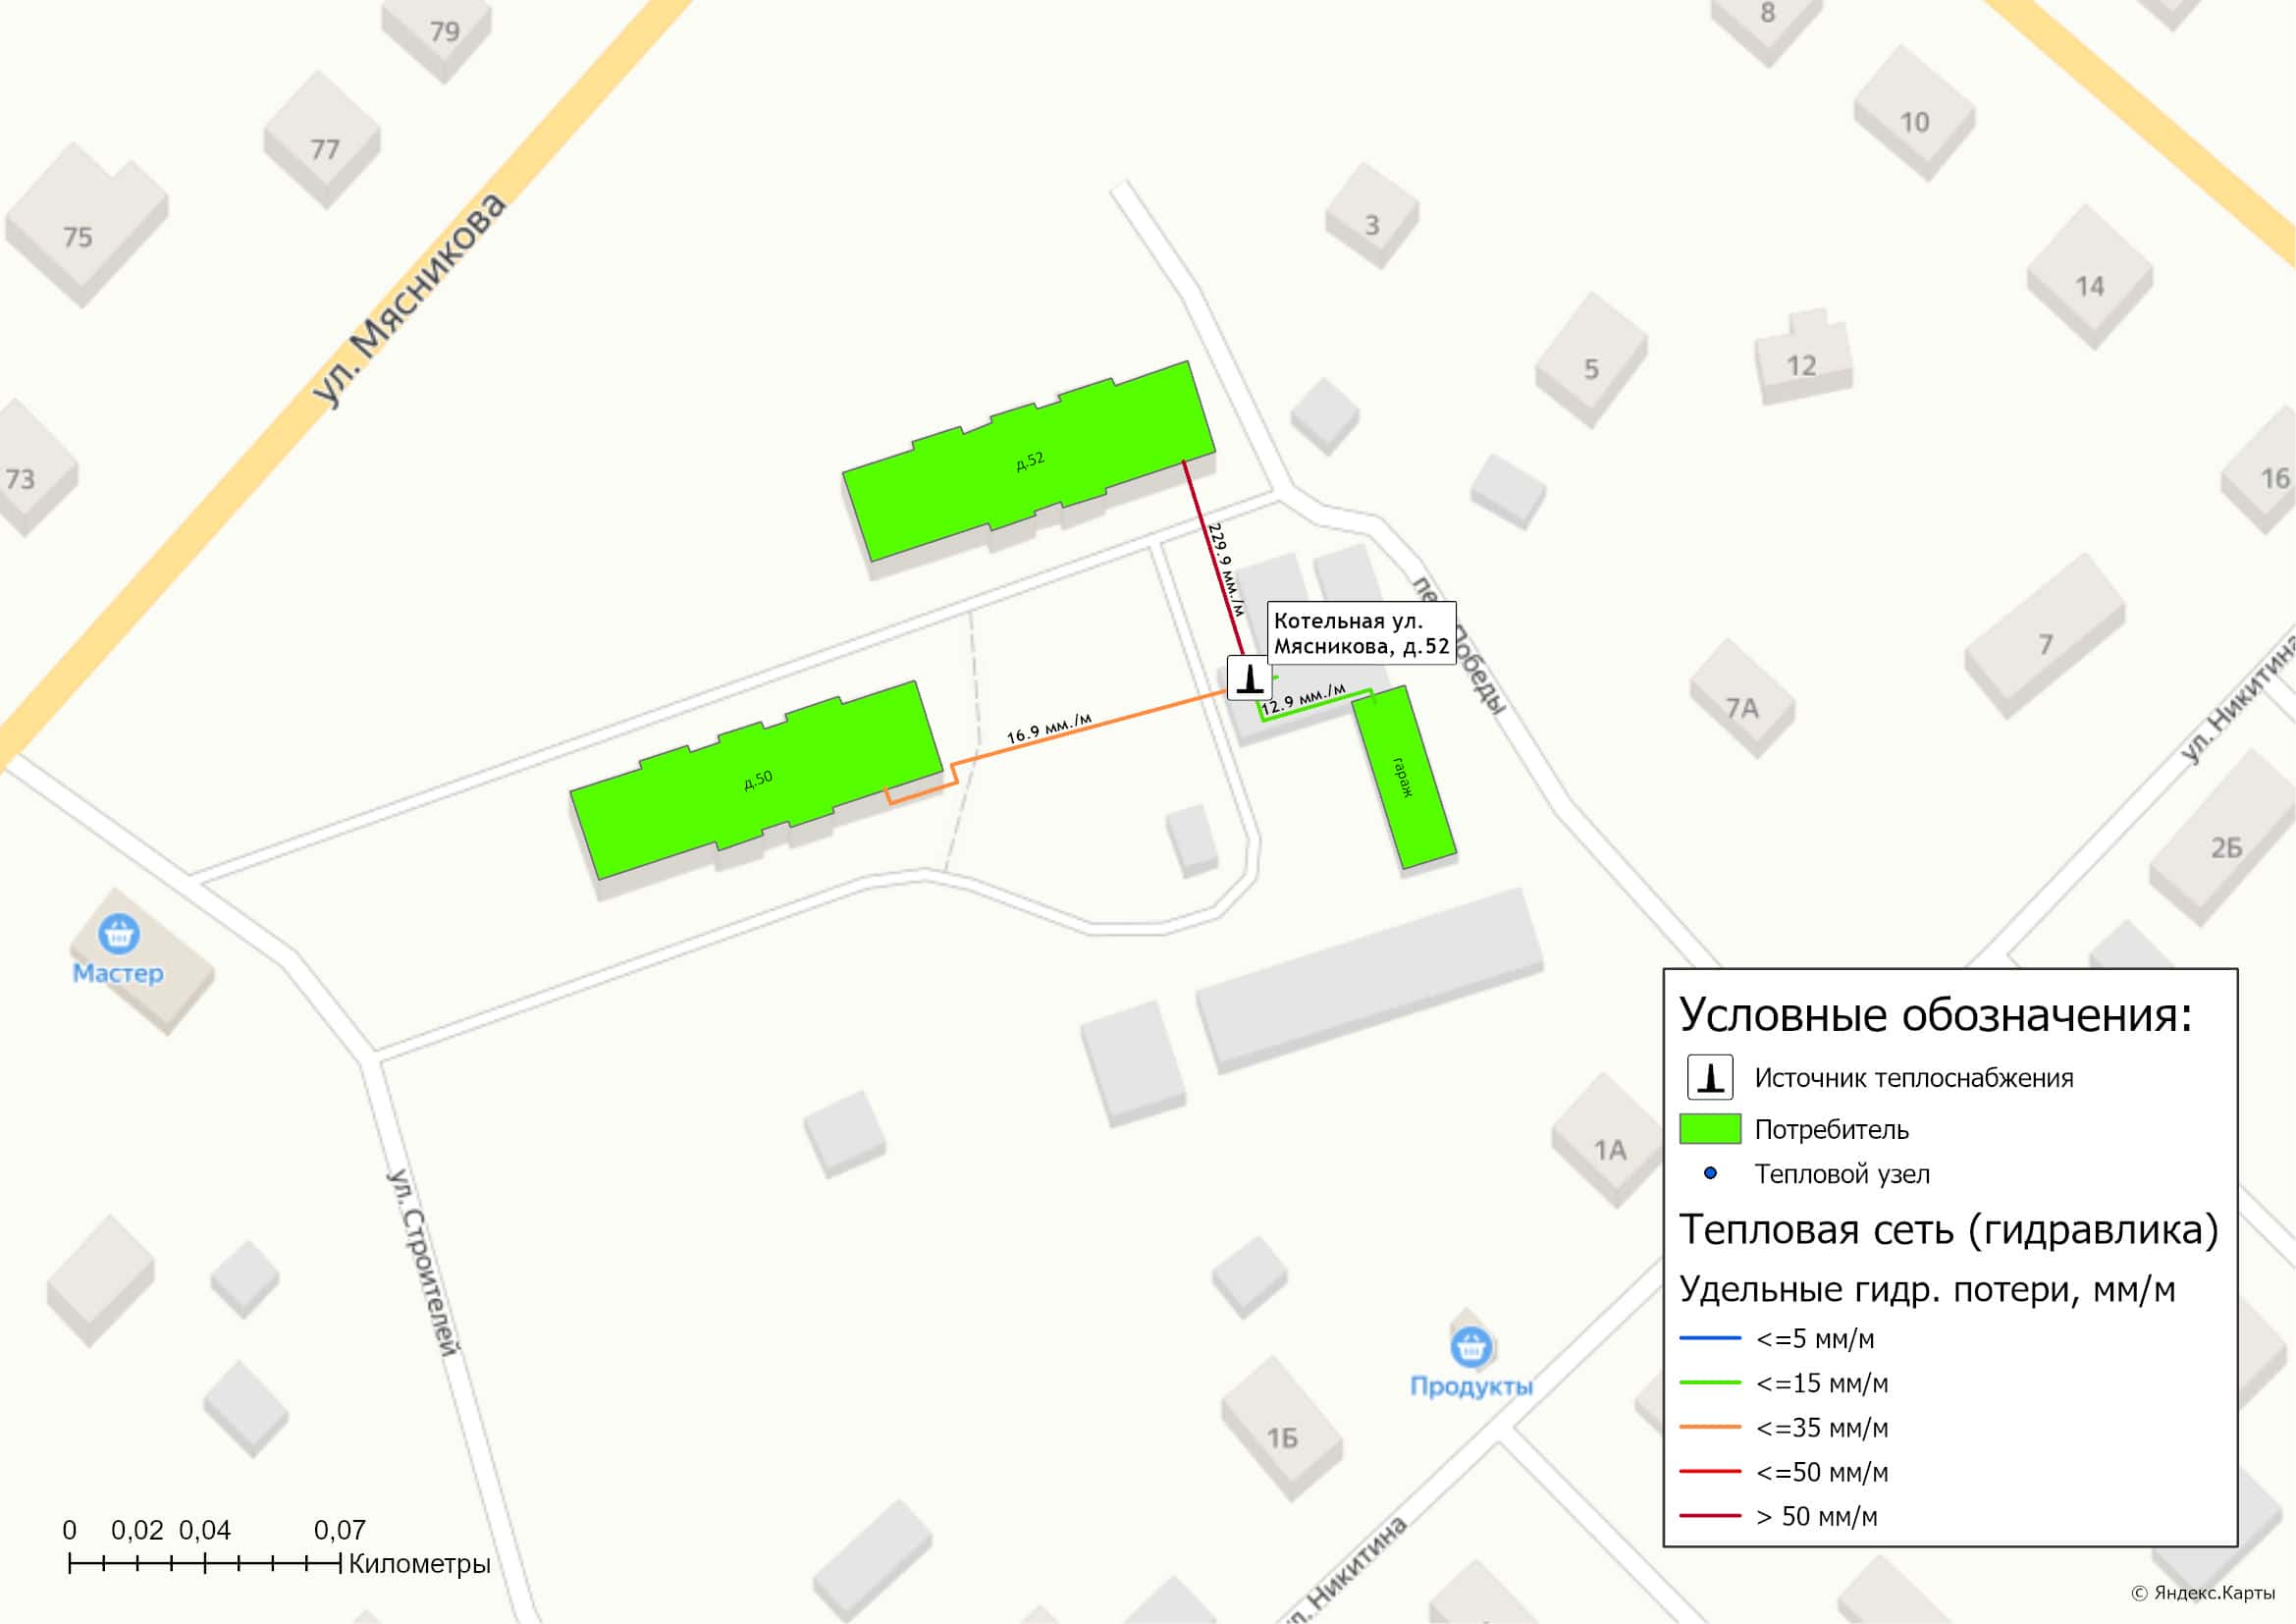 79
8
77
10
3
75
ул. Мясникова
14
5
12
д.52
73
16
229.9 мм./м
Котельная ул.
Мясникова, д.52
7
7А
12.9 мм./м
16.9 мм./м
ул. Никитина
д.50
гараж
2Б
Мастер
Условные обозначения:
Источник теплоснабжения
Потребитель
Тепловой узел
Тепловая сеть (гидравлика)
Удельные гидр. потери, мм/м
<=5 мм/м
<=15 мм/м
<=35 мм/м
<=50 мм/м
> 50 мм/м
1А
ул. Строителей
Продукты
1Б
0 0,02 0,04 0,07
Километры
Никитина
© Яндекс.Карты